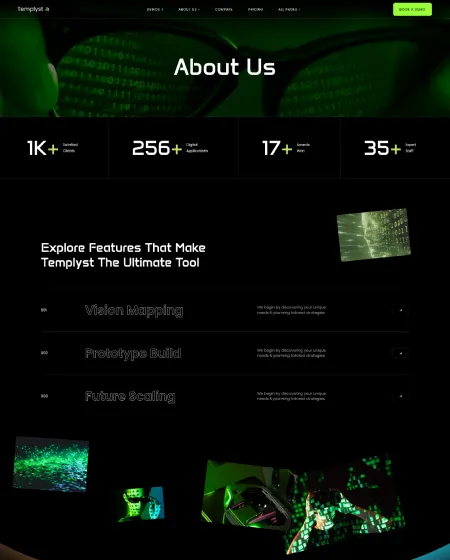 Templyst a
DEMOS
ABOUT US
COMPANY
PRICING
ALL PAGES
BOOK A DEMO
About Us
1K+
Satisfied
Clients
256+
Digital
Applications
17+
Awards
Won
35+
Expert
Staff
Explore Features That Make
Templyst The Ultimate Tool
001
Vision Mapping
We begin by discovering your unique
needs & planning tailored strategies.
002
Prototype Build
We begin by discovering your unique
needs & planning tailored strategies.
003
Future Scaling
We begin by discovering your unique
needs & planning tailored strategies.